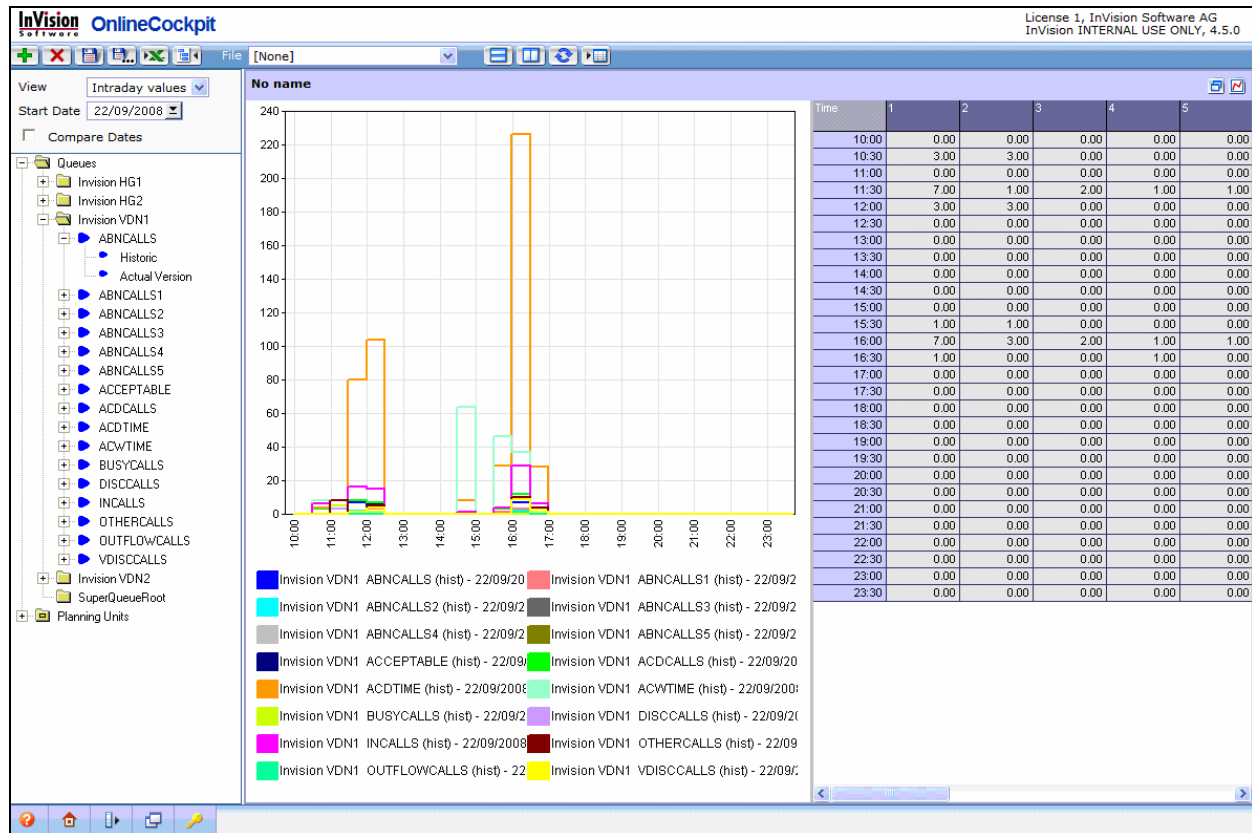 InVision Software OnlineCockpit
License 1, InVision Software AG
InVision INTERNAL USE ONLY, 4.5.0
File [None]
View Intraday values
Start Date 22/09/2008
Compare Dates
Queues
Invision HG1
Invision HG2
Invision VDN1
ABNCALLS
Historic
Actual Version
ABNCALLS1
ABNCALLS2
ABNCALLS3
ABNCALLS4
ABNCALLS5
ACCEPTABLE
ACDCALLS
ACDTIME
ACWTIME
BUSYCALLS
DISCCALLS
INCALLS
OTHERCALLS
OUTFLOWCALLS
VDISCCALLS
Invision VDN2
SuperQueueRoot
Planning Units
No name
240
220
200
180
160
140
120
100
80
60
40
20
0
10:00 11:00 12:00 13:00 14:00 15:00 16:00 17:00 18:00 19:00 20:00 21:00 22:00 23:00
Invision VDN1 ABNCALLS (hist) - 22/09/20 Invision VDN1 ABNCALLS1 (hist) - 22/09/2
Invision VDN1 ABNCALLS2 (hist) - 22/09/2 Invision VDN1 ABNCALLS3 (hist) - 22/09/2
Invision VDN1 ABNCALLS4 (hist) - 22/09/2 Invision VDN1 ABNCALLS5 (hist) - 22/09/2
Invision VDN1 ACCEPTABLE (hist) - 22/09/ Invision VDN1 ACDCALLS (hist) - 22/09/20
Invision VDN1 ACDTIME (hist) - 22/09/2008 Invision VDN1 ACWTIME (hist) - 22/09/2008
Invision VDN1 BUSYCALLS (hist) - 22/09/2 Invision VDN1 DISCCALLS (hist) - 22/09/20
Invision VDN1 INCALLS (hist) - 22/09/2008 Invision VDN1 OTHERCALLS (hist) - 22/09
Invision VDN1 OUTFLOWCALLS (hist) - 22 Invision VDN1 VDISCCALLS (hist) - 22/09/2
Time 1 2 3 4 5
10:00 0.00 0.00 0.00 0.00 0.00
10:30 3.00 3.00 0.00 0.00 0.00
11:00 0.00 0.00 0.00 0.00 0.00
11:30 7.00 1.00 2.00 1.00 1.00
12:00 3.00 3.00 0.00 0.00 0.00
12:30 0.00 0.00 0.00 0.00 0.00
13:00 0.00 0.00 0.00 0.00 0.00
13:30 0.00 0.00 0.00 0.00 0.00
14:00 0.00 0.00 0.00 0.00 0.00
14:30 0.00 0.00 0.00 0.00 0.00
15:00 0.00 0.00 0.00 0.00 0.00
15:30 1.00 1.00 0.00 0.00 0.00
16:00 7.00 3.00 2.00 1.00 1.00
16:30 1.00 0.00 0.00 1.00 0.00
17:00 0.00 0.00 0.00 0.00 0.00
17:30 0.00 0.00 0.00 0.00 0.00
18:00 0.00 0.00 0.00 0.00 0.00
18:30 0.00 0.00 0.00 0.00 0.00
19:00 0.00 0.00 0.00 0.00 0.00
19:30 0.00 0.00 0.00 0.00 0.00
20:00 0.00 0.00 0.00 0.00 0.00
20:30 0.00 0.00 0.00 0.00 0.00
21:00 0.00 0.00 0.00 0.00 0.00
21:30 0.00 0.00 0.00 0.00 0.00
22:00 0.00 0.00 0.00 0.00 0.00
22:30 0.00 0.00 0.00 0.00 0.00
23:00 0.00 0.00 0.00 0.00 0.00
23:30 0.00 0.00 0.00 0.00 0.00